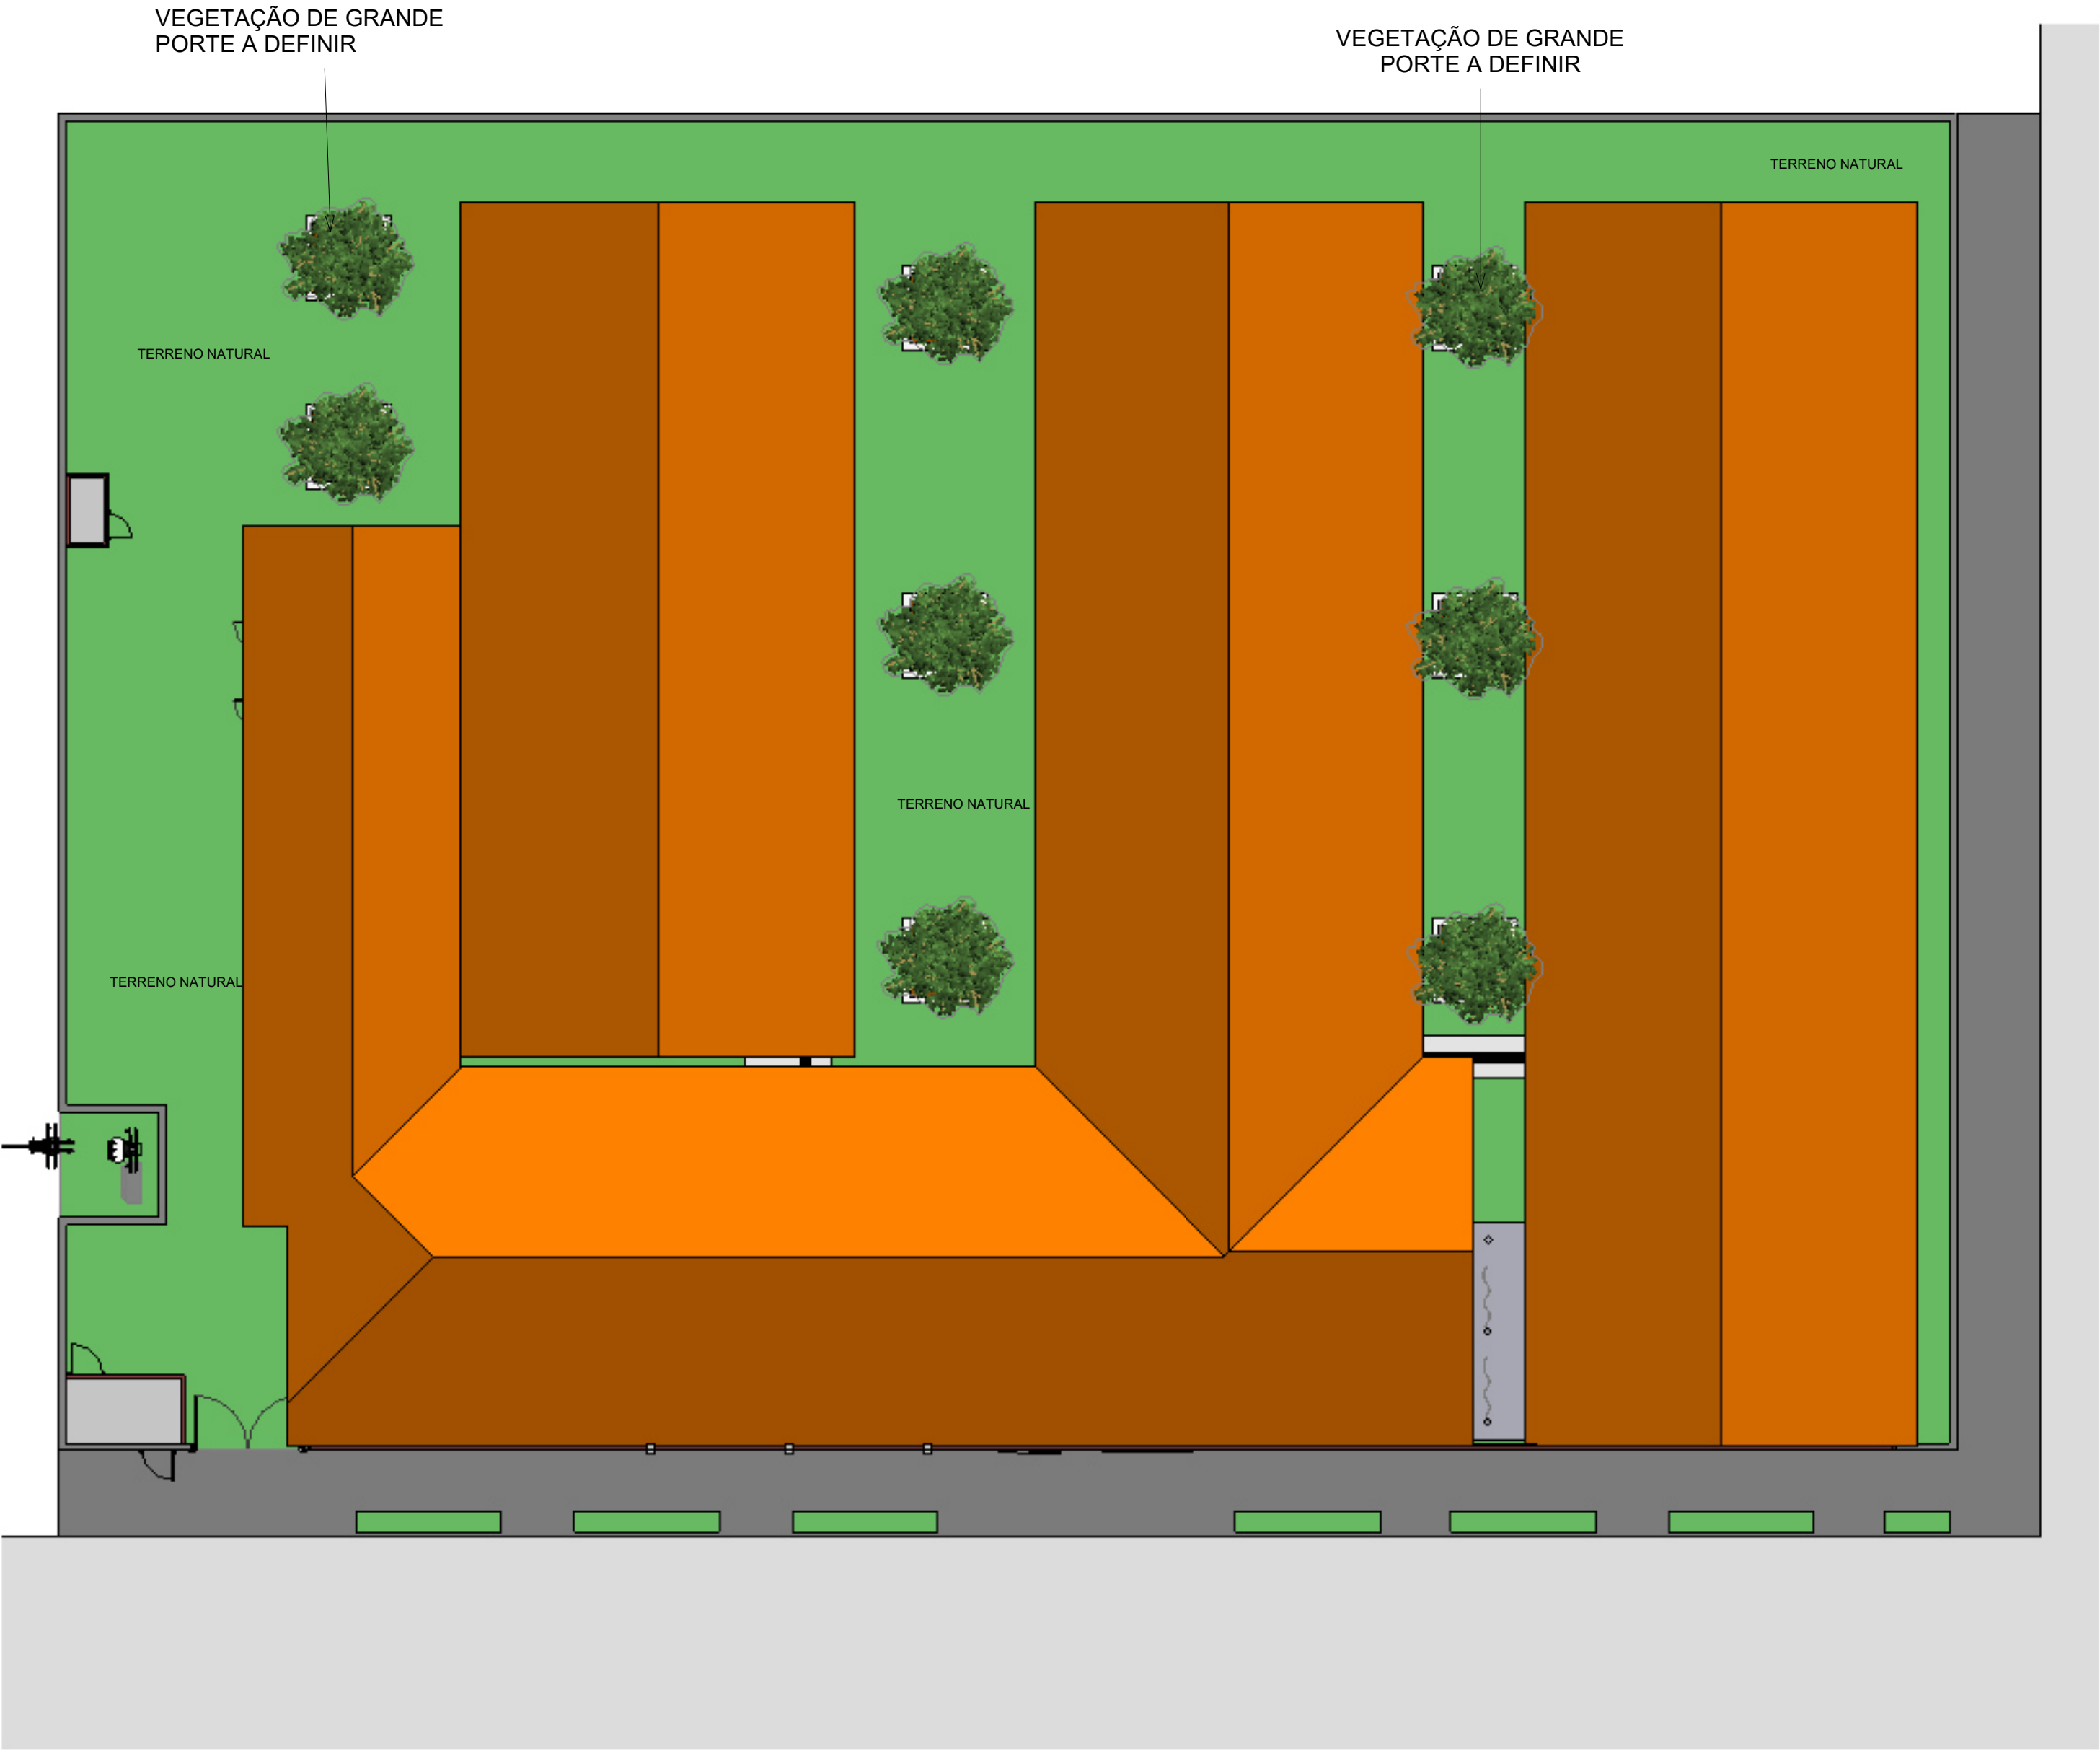 VEGETAÇÃO DE GRANDE
PORTE A DEFINIR
VEGETAÇÃO DE GRANDE
PORTE A DEFINIR
TERRENO NATURAL
TERRENO NATURAL
TERRENO NATURAL
TERRENO NATURAL